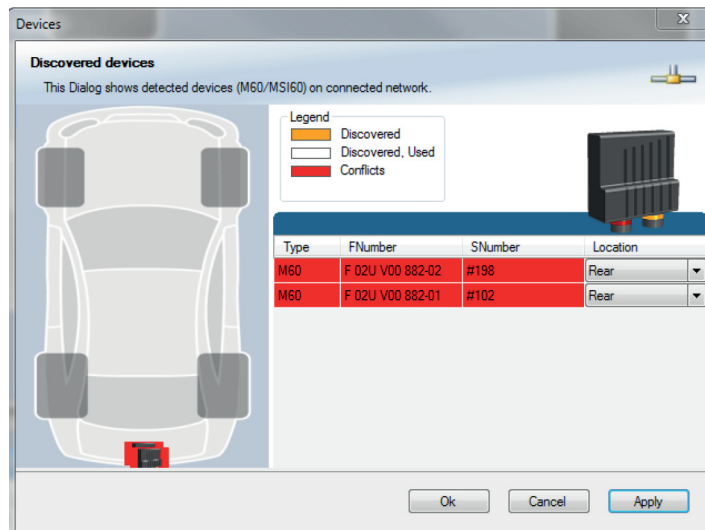 Devices
Discovered devices
This Dialog shows detected devices (M60/MSI60) on connected network.
Legend
Discovered
Discovered, Used
Conflicts
Type FNumber SNumber Location
M60 F 02U V00 882-02 #198 Rear
M60 F 02U V00 882-01 #102 Rear
Ok Cancel Apply